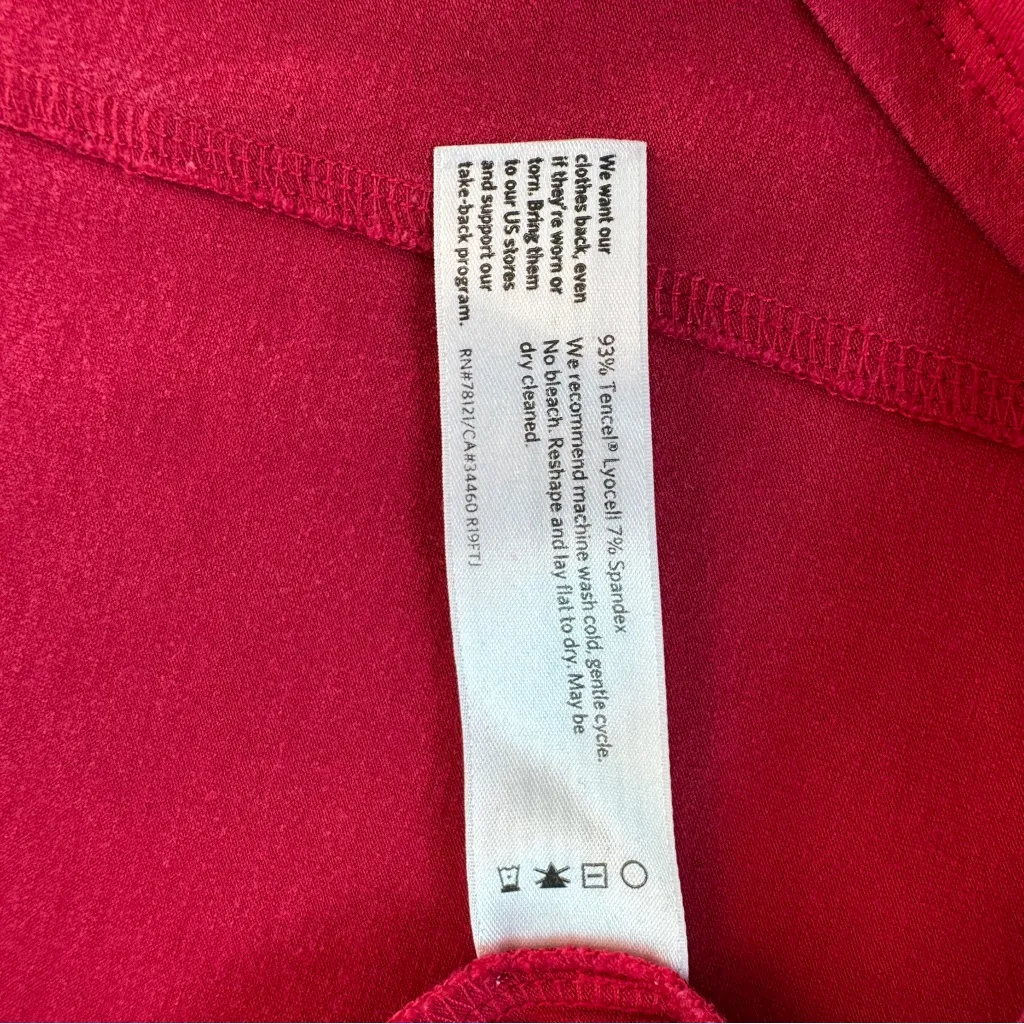 We want our
clothes back, even
if they're worn or
torn. Bring them
to our US stores
and support our
take-back program.
93% Tencel® Lyocell 7% Spandex
We recommend machine wash cold, gentle cycle.
No bleach. Reshape and lay flat to dry. May be
dry cleaned.
RN#78121/CA#34460 R19FTJ